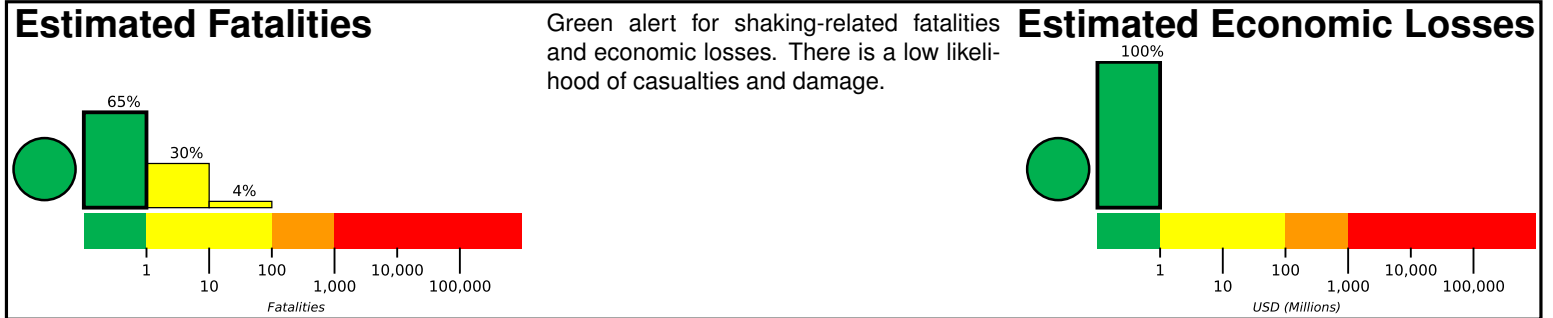 Estimated Fatalities
65%
30%
4%
1
100
10,000
10
1,000
100,000
Fatalities
Green alert for shaking-related fatalities
and economic losses. There is a low likeli-
hood of casualties and damage.
Estimated Economic Losses
100%
1
100
10,000
10
1,000
100,000
USD (Millions)